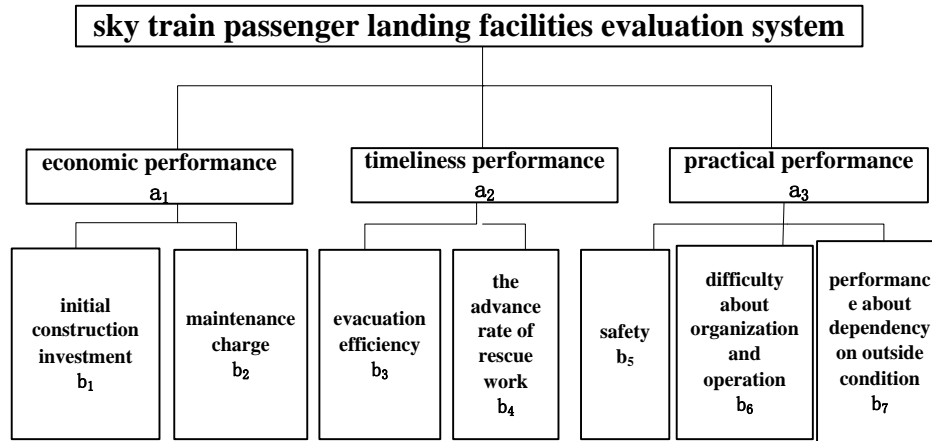 sky train passenger landing facilities evaluation system
economic performance
a₁
timeliness performance
a₂
practical performance
a₃
initial
construction
investment
b₁
maintenance
charge
b₂
evacuation
efficiency
b₃
the
advance
rate of
rescue
work
b₄
safety
b₅
difficulty
about
organization
and
operation
b₆
performanc
e about
dependency
on outside
condition
b₇